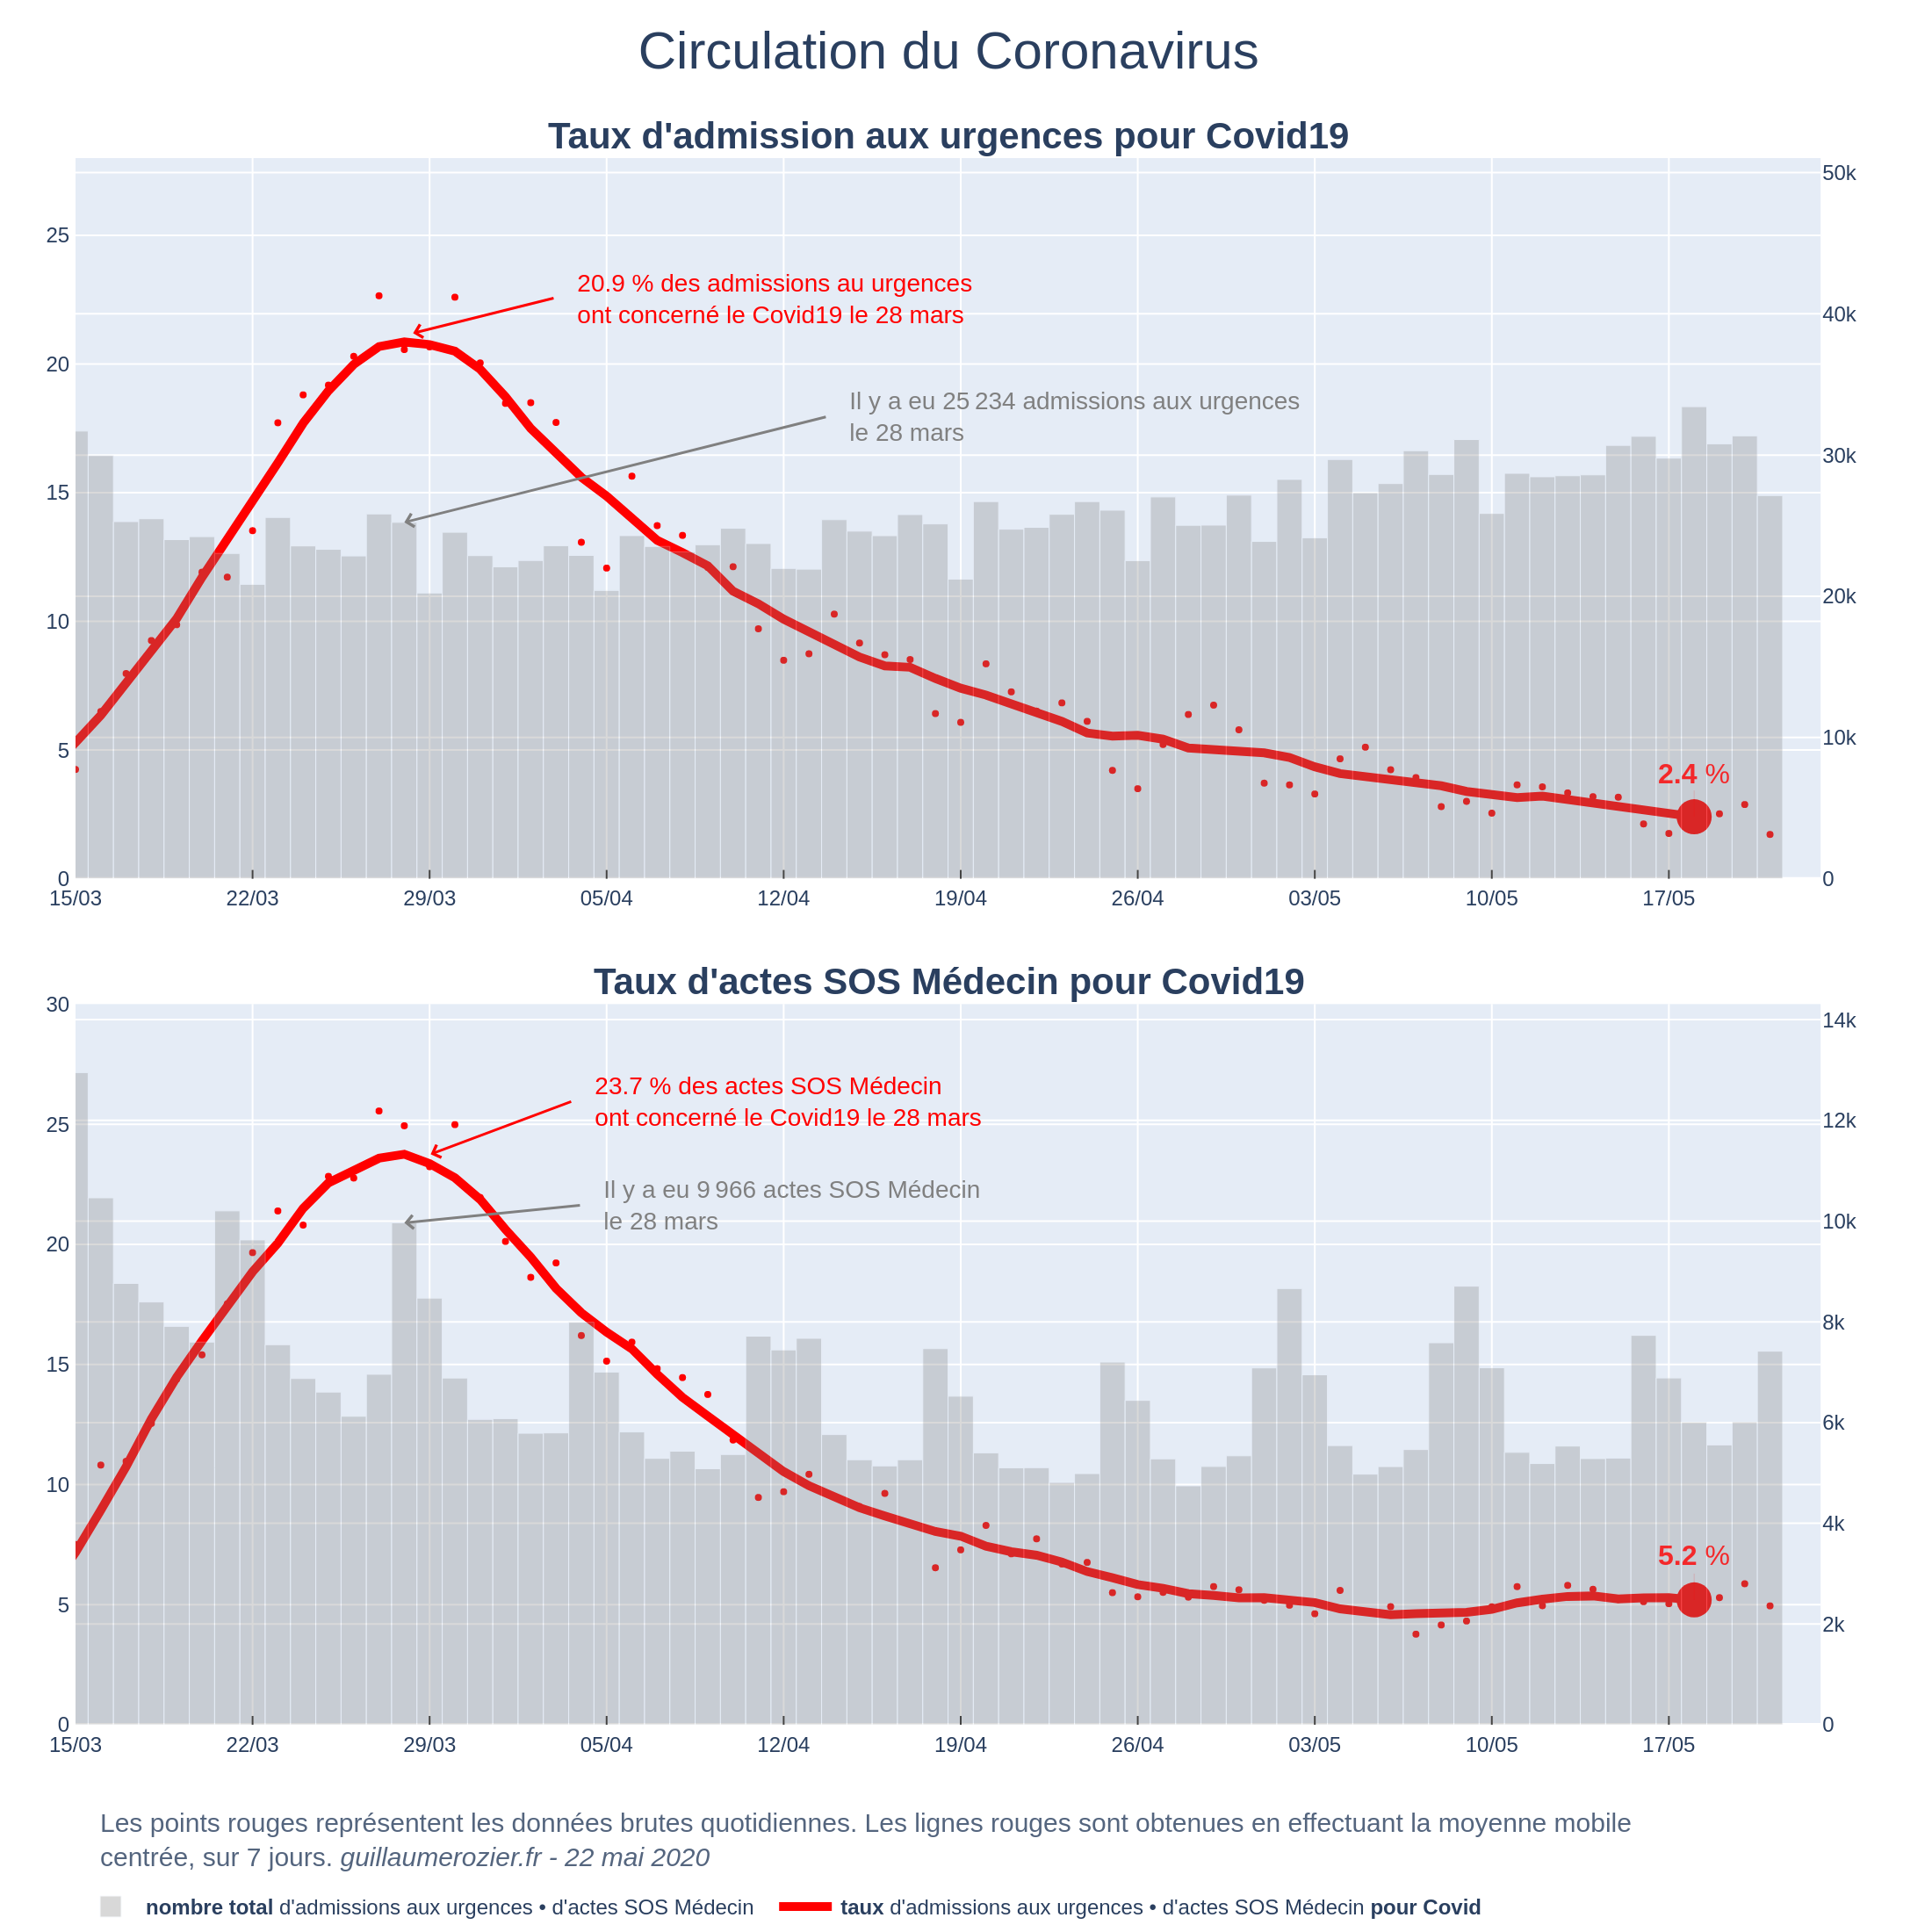 Circulation du Coronavirus
Taux d'admission aux urgences pour Covid19
50k
25
20.9 % des admissions au urgences
ont concerné le Covid19 le 28 mars
40k
20
Il y a eu 25 234 admissions aux urgences
le 28 mars
30k
15
20k
10
10k
5
2.4 %
0
0
15/03 22/03 29/03 05/04 12/04 19/04 26/04 03/05 10/05 17/05
Taux d'actes SOS Médecin pour Covid19
30
14k
23.7 % des actes SOS Médecin
ont concerné le Covid19 le 28 mars
12k
25
Il y a eu 9 966 actes SOS Médecin
le 28 mars
10k
20
8k
15
6k
10
4k
5.2 %
5
2k
0
0
15/03 22/03 29/03 05/04 12/04 19/04 26/04 03/05 10/05 17/05
Les points rouges représentent les données brutes quotidiennes. Les lignes rouges sont obtenues en effectuant la moyenne mobile
centrée, sur 7 jours. guillaumerozier.fr - 22 mai 2020
nombre total d'admissions aux urgences • d'actes SOS Médecin taux d'admissions aux urgences • d'actes SOS Médecin pour Covid